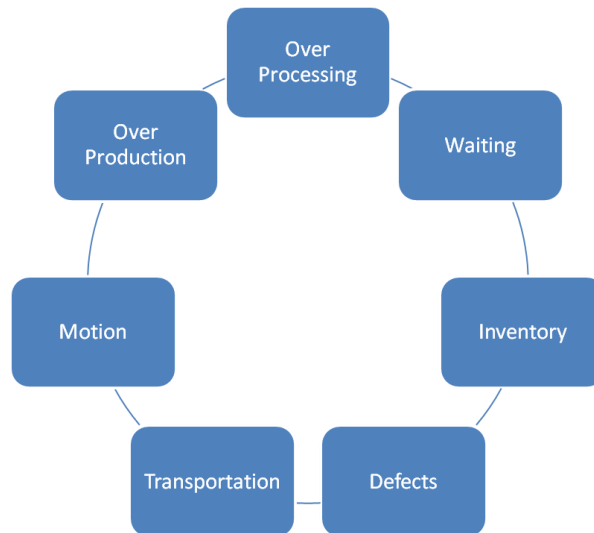 Over
Processing
Waiting
Inventory
Defects
Transportation
Motion
Over
Production